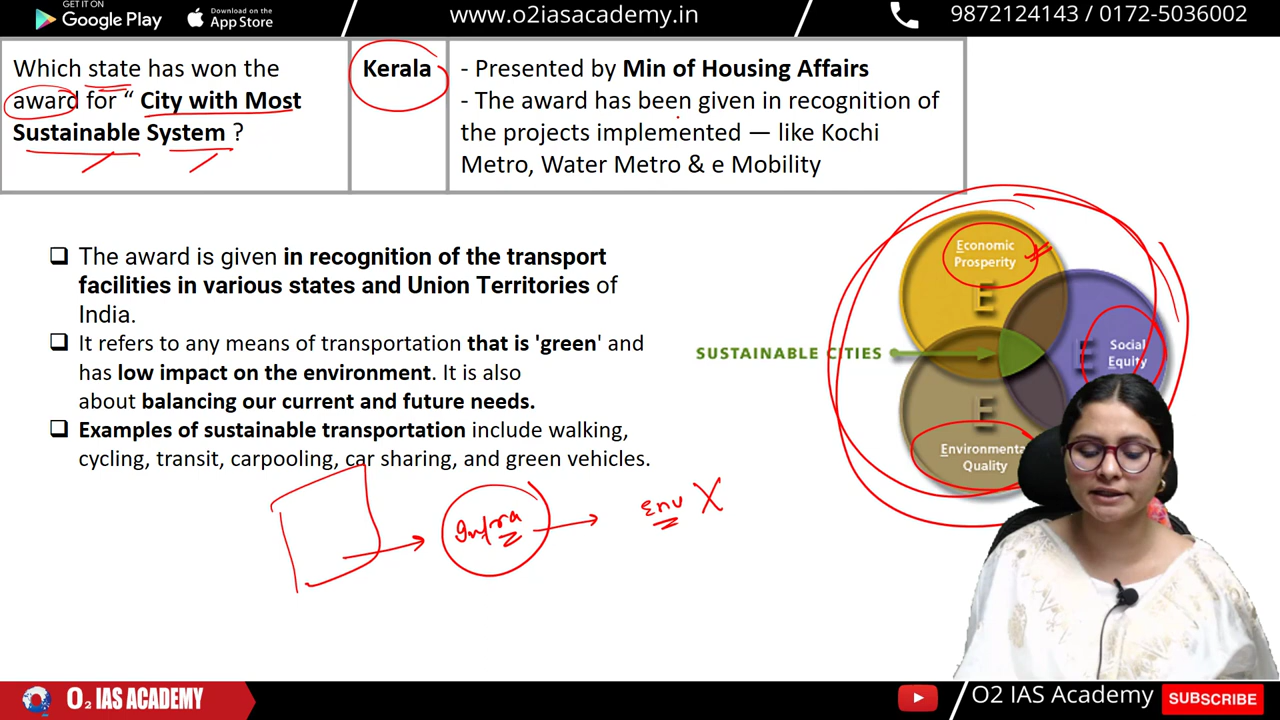 GET IT ON
Google Play
Download on the
App Store
www.o2iasacademy.in
9872124143 / 0172-5036002
Which state has won the
award for “ City with Most
Sustainable System ?
Kerala
- Presented by Min of Housing Affairs
- The award has been given in recognition of
the projects implemented — like Kochi
Metro, Water Metro & e Mobility
❑ The award is given in recognition of the transport
facilities in various states and Union Territories of
India.
❑ It refers to any means of transportation that is 'green' and
has low impact on the environment. It is also
about balancing our current and future needs.
❑ Examples of sustainable transportation include walking,
cycling, transit, carpooling, car sharing, and green vehicles.
Economic
Prosperity
E
SUSTAINABLE CITIES
E
Social
Equity
E
Environmenta
Quality
Infra
Env X
O2 IAS ACADEMY
O2 IAS Academy
SUBSCRIBE